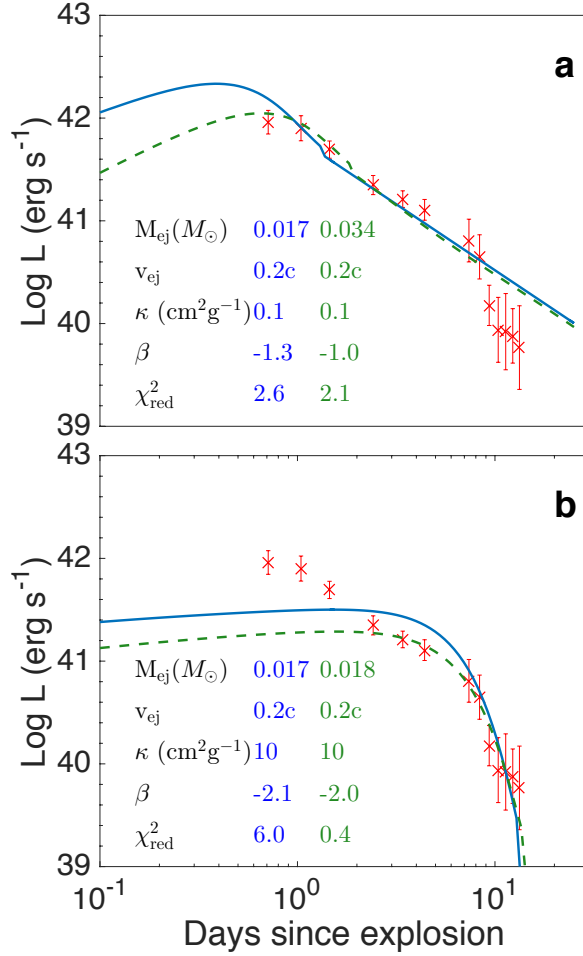 43
a
42
41
40
39
Log L (erg s⁻¹)
M_ej(M_⊙) 0.017 0.034
v_ej 0.2c 0.2c
κ (cm²g⁻¹) 0.1 0.1
β -1.3 -1.0
χ²_red 2.6 2.1
43
b
42
41
40
39
Log L (erg s⁻¹)
M_ej(M_⊙) 0.017 0.018
v_ej 0.2c 0.2c
κ (cm²g⁻¹) 10 10
β -2.1 -2.0
χ²_red 6.0 0.4
10⁻¹ 10⁰ 10¹
Days since explosion